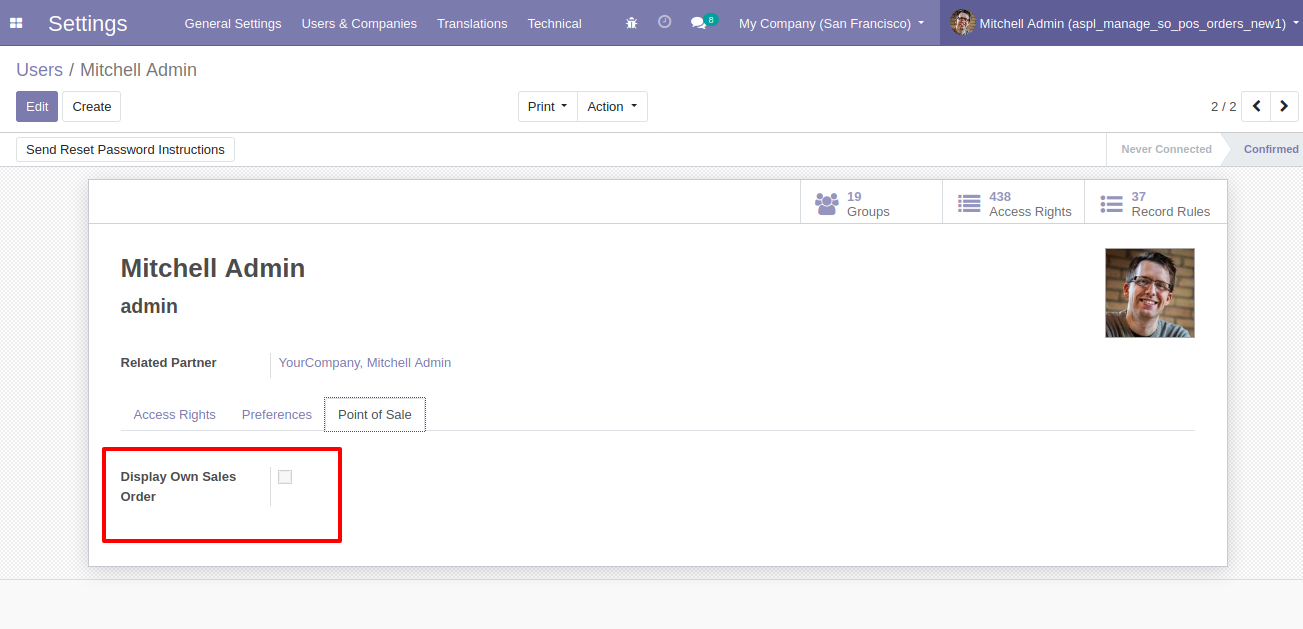 Settings General Settings Users & Companies Translations Technical 8 My Company (San Francisco) Mitchell Admin (aspl_manage_so_pos_orders_new1)
Users / Mitchell Admin
Edit Create Print Action 2 / 2
Send Reset Password Instructions Never Connected Confirmed
19 438 37
Groups Access Rights Record Rules
Mitchell Admin
admin
Related Partner YourCompany, Mitchell Admin
Access Rights Preferences Point of Sale
Display Own Sales
Order